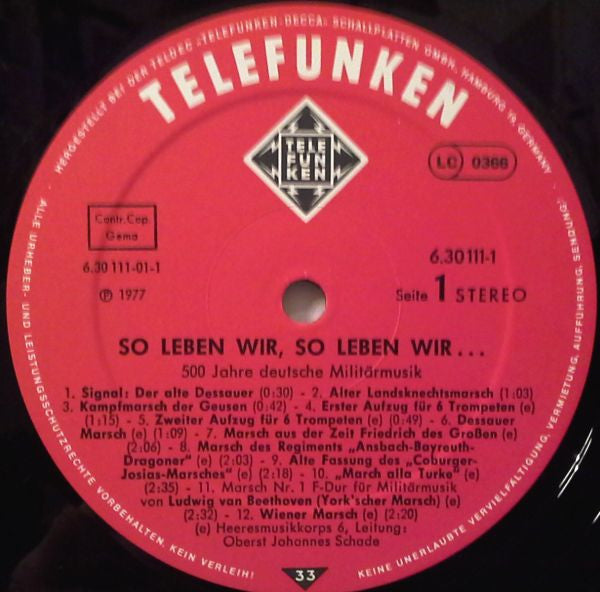 HERGESTELLT BEI DER TELDEC »TELEFUNKEN-DECCA« SCHALLPLATTEN GMBH, HAMBURG 19, GERMANY
TELEFUNKEN
TELE
FUN
KEN
LC 0366
Contr. Cop.
Gema
6.30111-01-1
6.30111-1
℗ 1977
Seite 1 STEREO
SO LEBEN WIR, SO LEBEN WIR...
500 Jahre deutsche Militärmusik
1. Signal: Der alte Dessauer (0:30) - 2. Alter Landsknechtsmarsch (1:03)
3. Kampfmarsch der Geusen (0:42) - 4. Erster Aufzug für 6 Trompeten (e)
(1:15) - 5. Zweiter Aufzug für 6 Trompeten (e) (0:49) - 6. Dessauer
Marsch (e) (1:09) - 7. Marsch aus der Zeit Friedrich des Großen (e)
(2:06) - 8. Marsch des Regiments „Ansbach-Bayreuth-
Dragoner" (e) (2:03) - 9. Alte Fassung des „Coburger-
Josias-Marsches" (e) (2:18) - 10. „March alla Turka" (e)
(2:35) - 11. Marsch Nr. 1 F-Dur für Militärmusik
von Ludwig van Beethoven (York'scher Marsch) (e)
(2:32) - 12. Wiener Marsch (e) (2:20)
(e) Heeresmusikkorps 6, Leitung:
Oberst Johannes Schade
ALLE URHEBER- UND LEISTUNGSSCHUTZRECHTE VORBEHALTEN. KEIN VERLEIH!
KEINE UNERLAUBTE VERVIELFÄLTIGUNG, VERMIETUNG, AUFFÜHRUNG, SENDUNG!
33